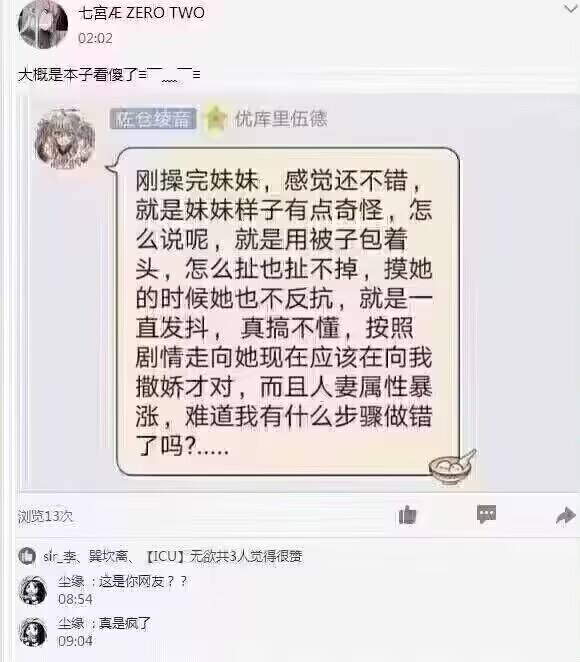 七宫Æ ZERO TWO
02:02
大概是本子看傻了≡￣﹏￣≡
佐仓绫音 优库里伍德
刚操完妹妹，感觉还不错，
就是妹妹样子有点奇怪，怎
么说呢，就是用被子包着
头，怎么扯也扯不掉，摸她
的时候她也不反抗，就是一
直发抖，真搞不懂，按照
剧情走向她现在应该在向我
撒娇才对，而且人妻属性暴
涨，难道我有什么步骤做错
了吗?.....
浏览13次
sir_李、巽坎离、【ICU】无欲共3人觉得很赞
尘缘：这是你网友？？
08:54
尘缘：真是疯了
09:04